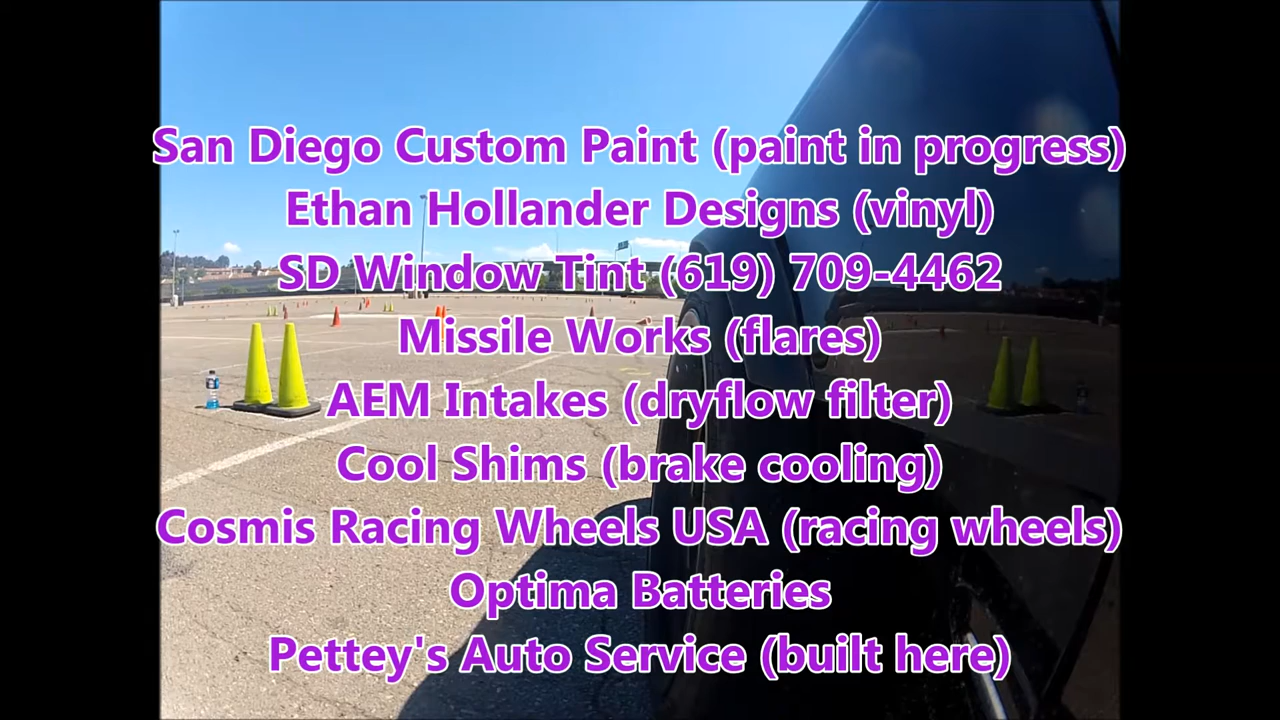 San Diego Custom Paint (paint in progress)
Ethan Hollander Designs (vinyl)
SD Window Tint (619) 709-4462
Missile Works (flares)
AEM Intakes (dryflow filter)
Cool Shims (brake cooling)
Cosmis Racing Wheels USA (racing wheels)
Optima Batteries
Pettey's Auto Service (built here)